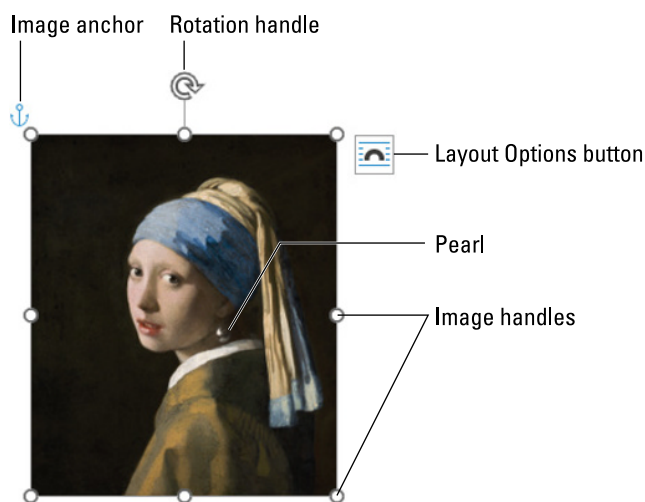 Image anchor
Rotation handle
Layout Options button
Pearl
Image handles